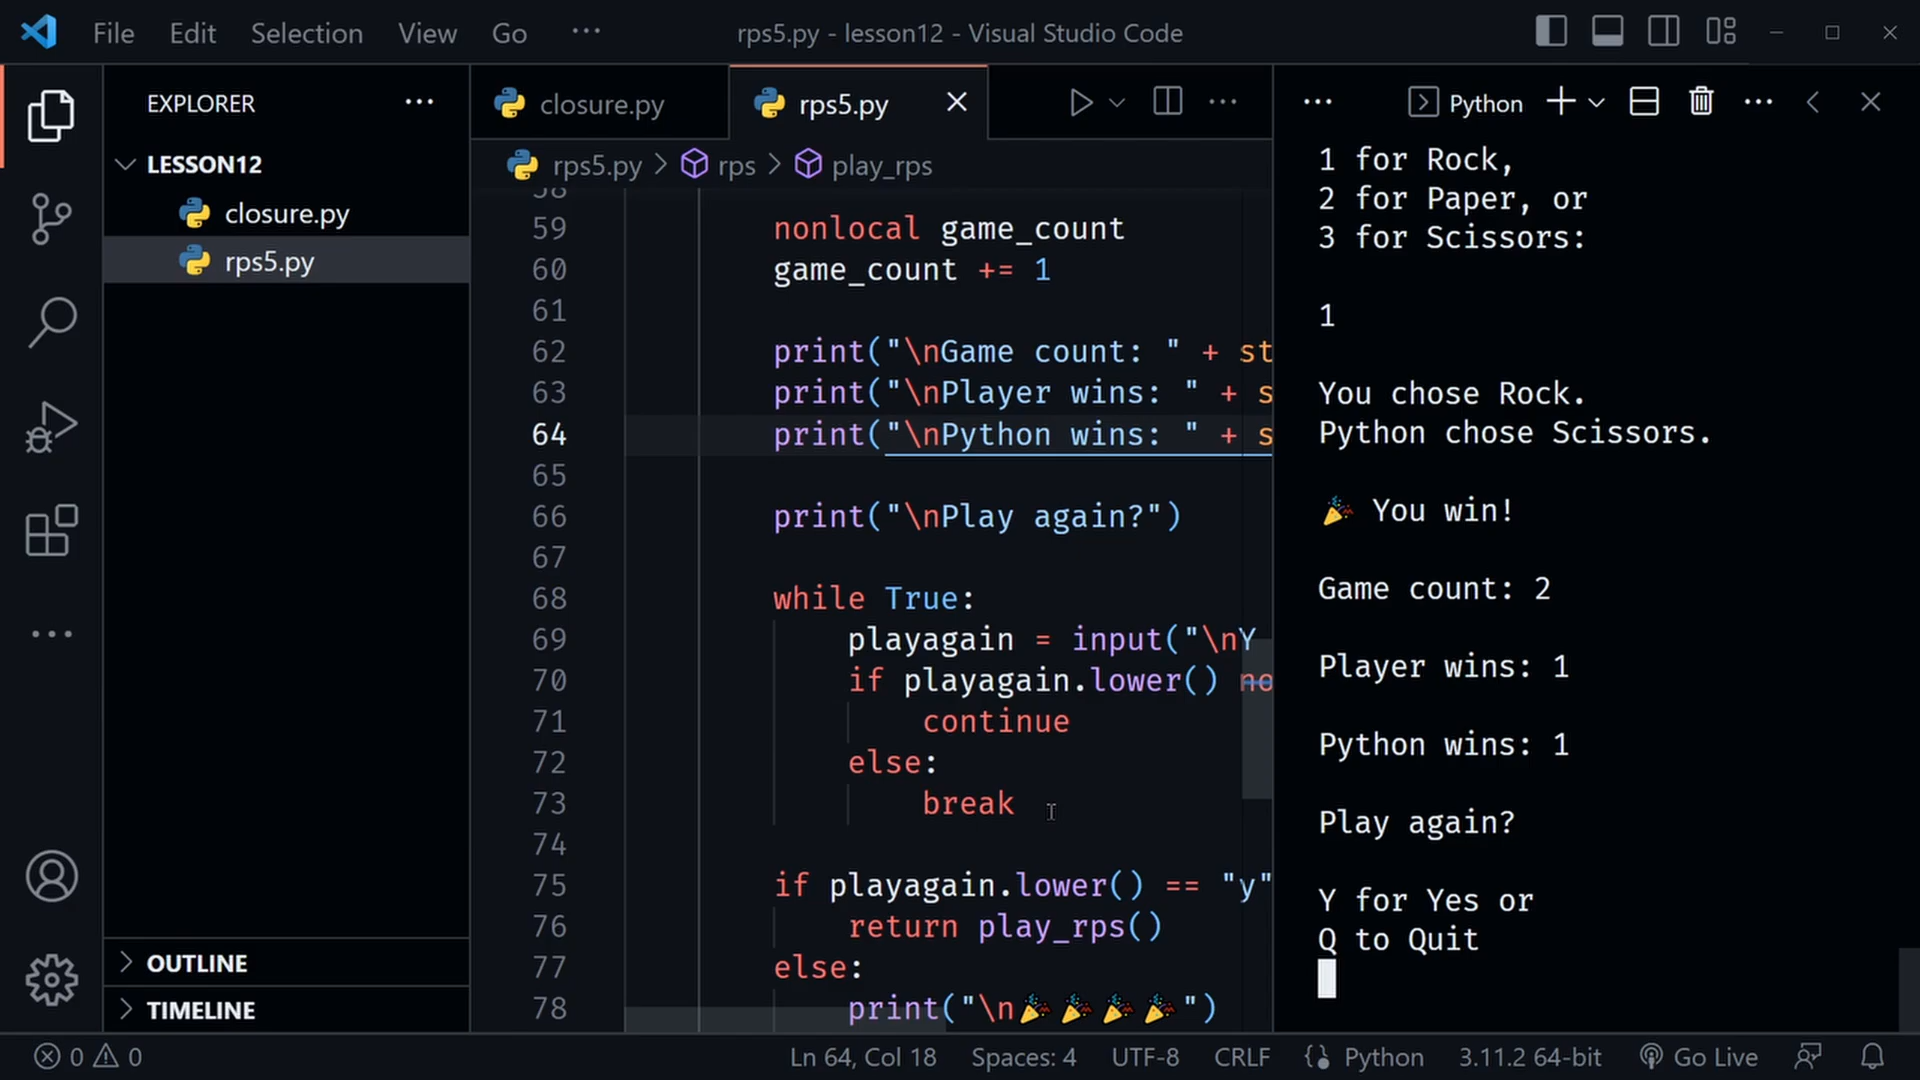 File Edit Selection View Go ...
rps5.py - lesson12 - Visual Studio Code
EXPLORER
LESSON12
closure.py
rps5.py
OUTLINE
TIMELINE
closure.py
rps5.py
rps5.py > rps > play_rps
58
59 nonlocal game_count
60 game_count += 1
61
62 print("\nGame count: " + st
63 print("\nPlayer wins: " + s
64 print("\nPython wins: " + s
65
66 print("\nPlay again?")
67
68 while True:
69 playagain = input("\nY
70 if playagain.lower() no
71 continue
72 else:
73 break
74
75 if playagain.lower() == "y"
76 return play_rps()
77 else:
78 print("\n🎉🎉🎉🎉")
Python
1 for Rock,
2 for Paper, or
3 for Scissors:
1
You chose Rock.
Python chose Scissors.
🎉 You win!
Game count: 2
Player wins: 1
Python wins: 1
Play again?
Y for Yes or
Q to Quit
0 0 Ln 64, Col 18 Spaces: 4 UTF-8 CRLF Python 3.11.2 64-bit Go Live